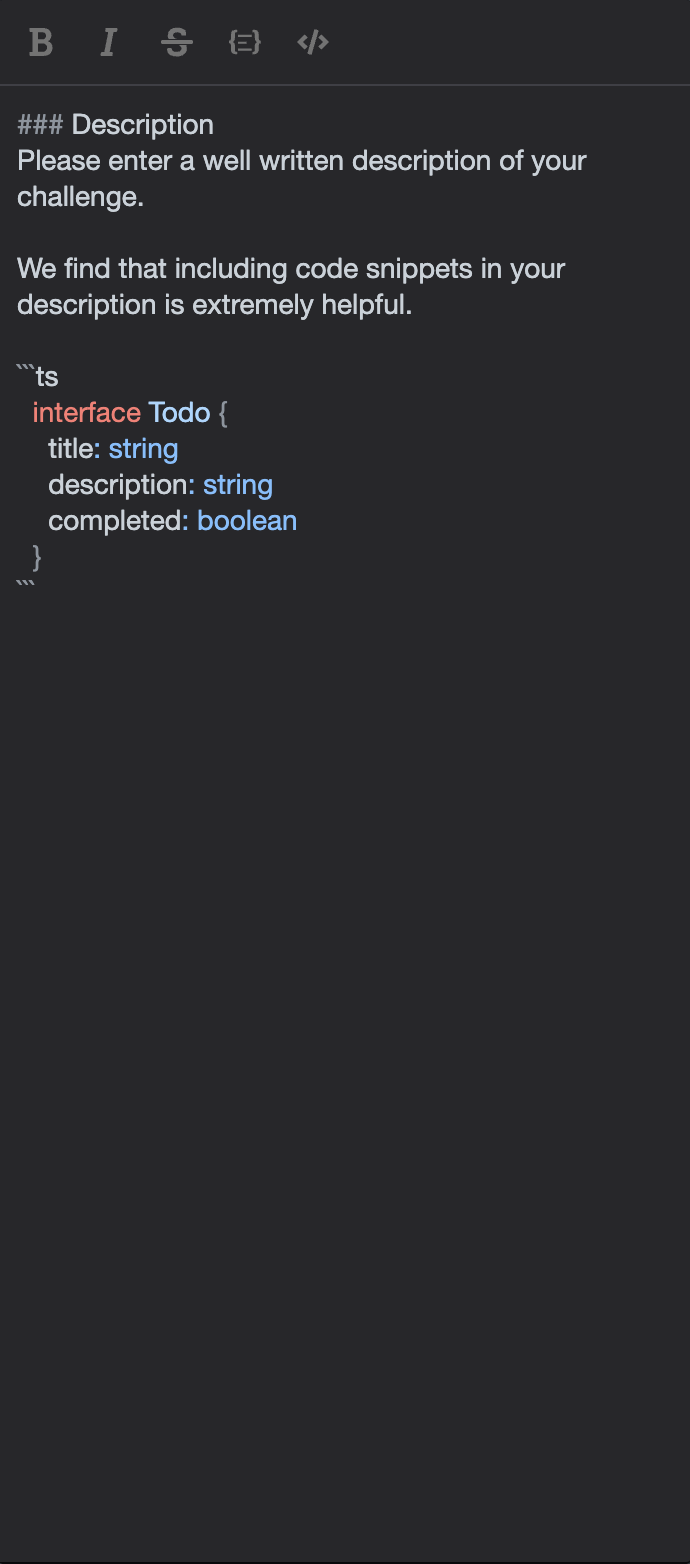 B I S {=} </>
### Description
Please enter a well written description of your
challenge.
We find that including code snippets in your
description is extremely helpful.
```ts
interface Todo {
title: string
description: string
completed: boolean
}
```